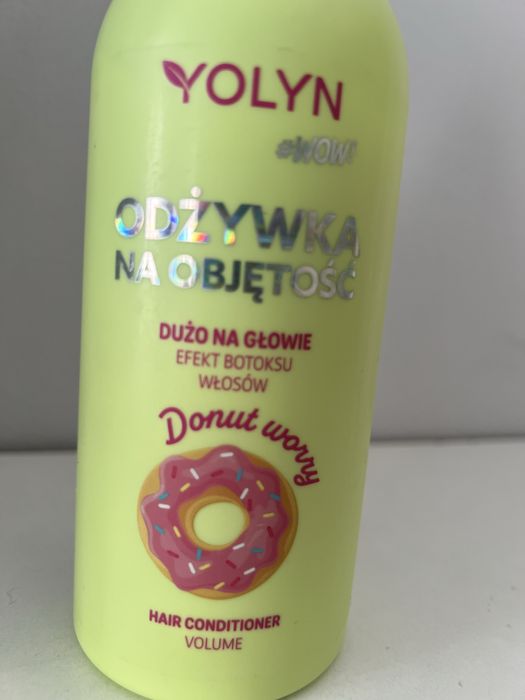 YOLYN
#WOW!
ODŻYWKA
NA OBJĘTOŚĆ
DUŻO NA GŁOWIE
EFEKT BOTOKSU
WŁOSÓW
Donut worry
HAIR CONDITIONER
VOLUME